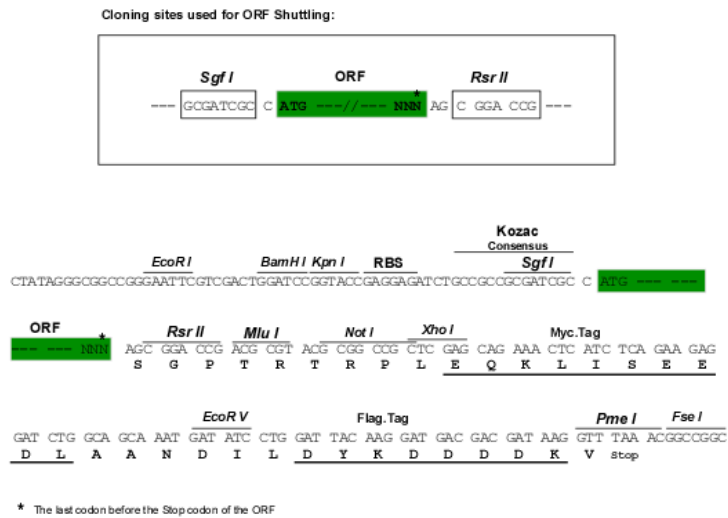 Cloning sites used for ORF Shuttling:
Sgf I ORF Rsr II
*
--- GCGATCGC C ATG ---//--- NNN AG C GGA CCG ---
Kozac
Consensus
EcoR I BamH I Kpn I RBS Sgf I
CTATAGGGCGGCCGGGAATTCGTCGACTGGATCCGGTACCGAGGAGATCTGCCGCCGCGATCGC C ATG --- ---
ORF
* Rsr II Mlu I Not I Xho I Myc.Tag
--- --- NNN AGC GGA CCG ACG CGT ACG CGG CCG CTC GAG CAG AAA CTC ATC TCA GAA GAG
S G P T R T R P L E Q K L I S E E
EcoR V Flag.Tag Pme I Fse I
GAT CTG GCA GCA AAT GAT ATC CTG GAT TAC AAG GAT GAC GAC GAT AAG GTT TAA ACGGCCGGC
D L A A N D I L D Y K D D D D K V Stop
* The last codon before the Stop codon of the ORF